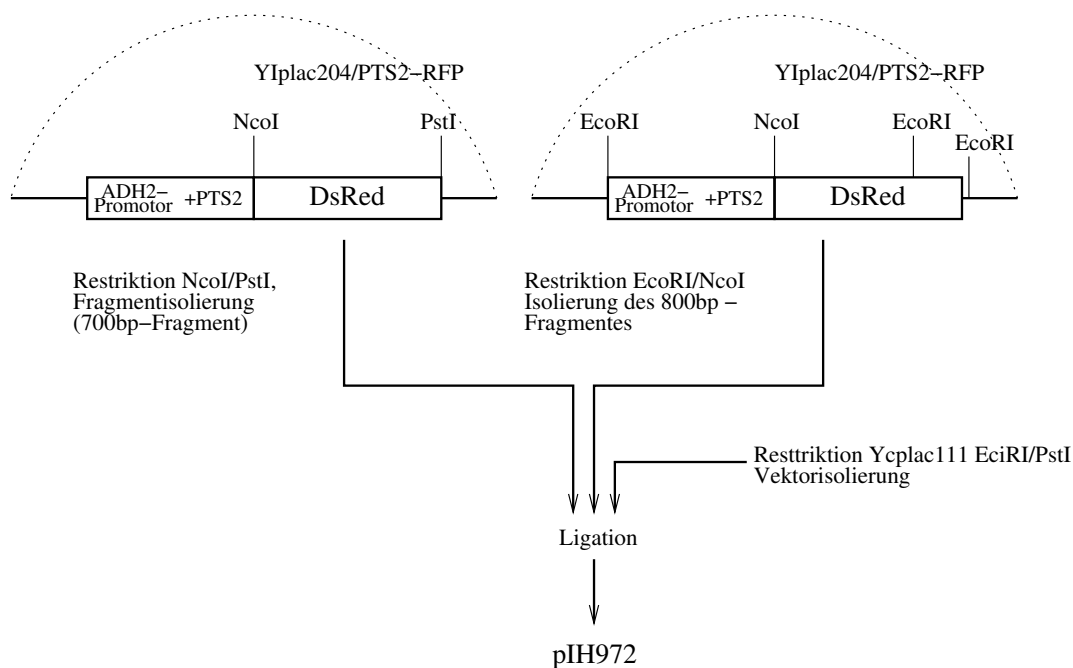 YIplac204/PTS2−RFP
NcoI
PstI
ADH2−
Promotor
+PTS2
DsRed
Restriktion NcoI/PstI,
Fragmentisolierung
(700bp−Fragment)
YIplac204/PTS2−RFP
EcoRI
NcoI
EcoRI
EcoRI
ADH2−
Promotor
+PTS2
DsRed
Restriktion EcoRI/NcoI
Isolierung des 800bp −
Fragmentes
Resttriktion Ycplac111 EciRI/PstI
Vektorisolierung
Ligation
pIH972